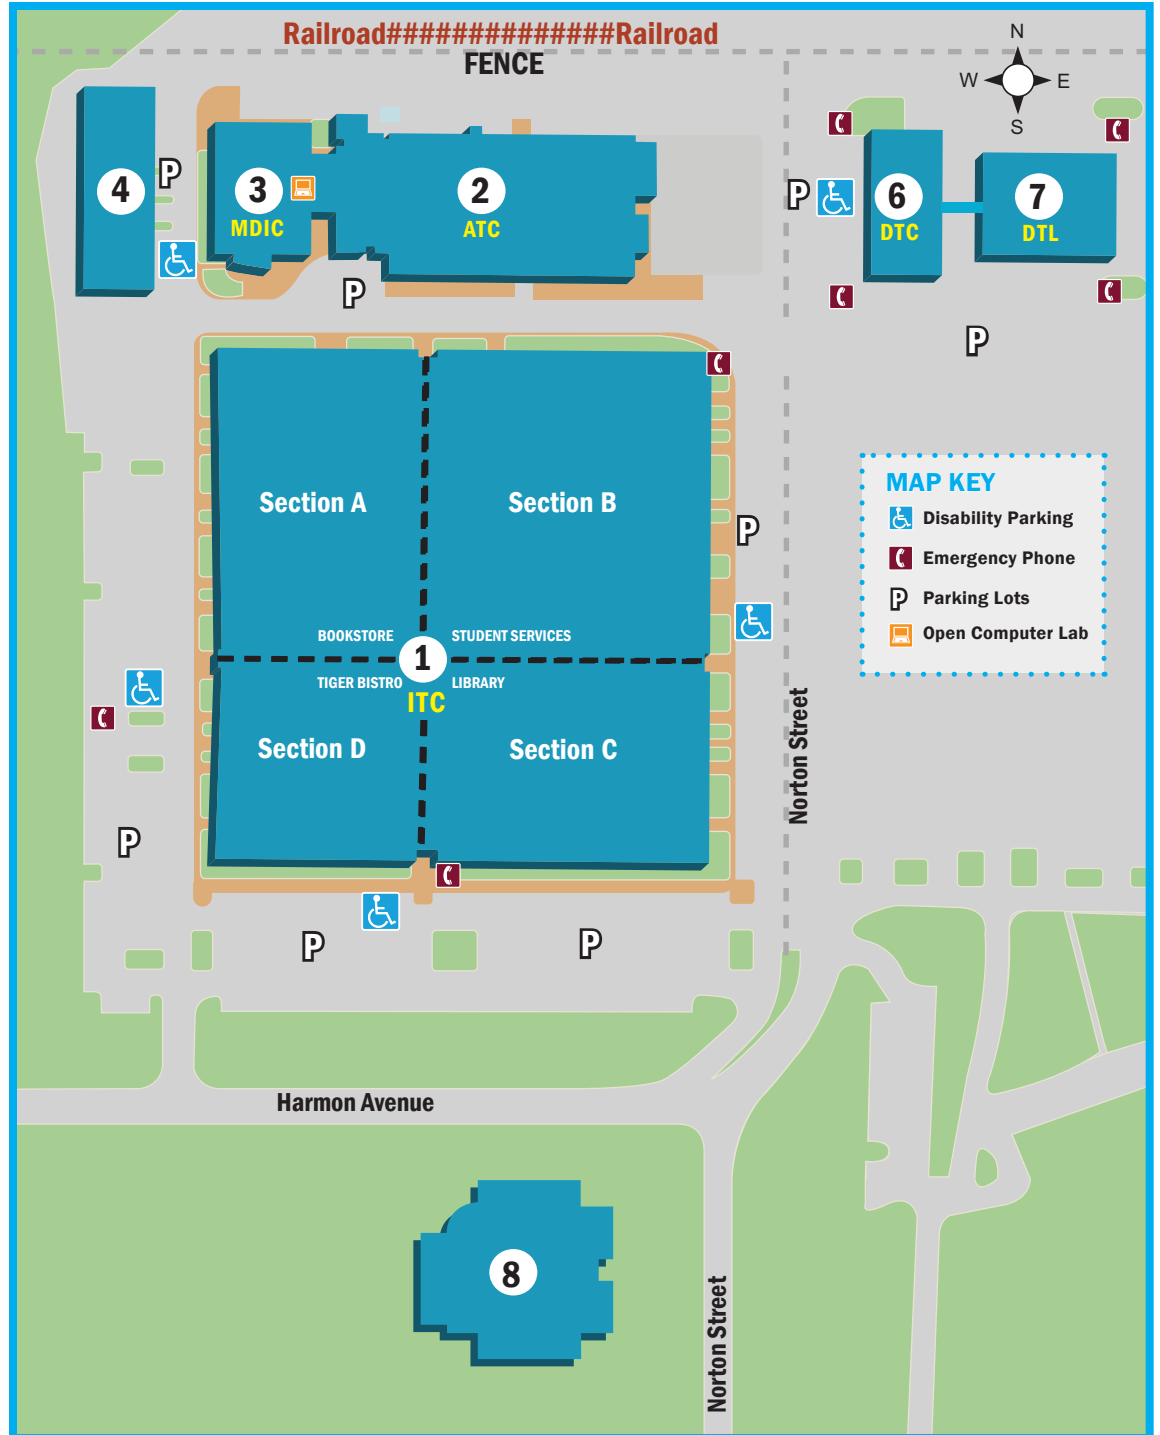 Railroad##############Railroad
FENCE
N
W E
S
4
P
3
MDIC
2
ATC
P
P
6
DTC
7
DTL
P
Section A
Section B
P
BOOKSTORE
STUDENT SERVICES
1
TIGER BISTRO
LIBRARY
ITC
Section D
Section C
P
P
P
Norton Street
MAP KEY
Disability Parking
Emergency Phone
P Parking Lots
Open Computer Lab
Harmon Avenue
8
Norton Street